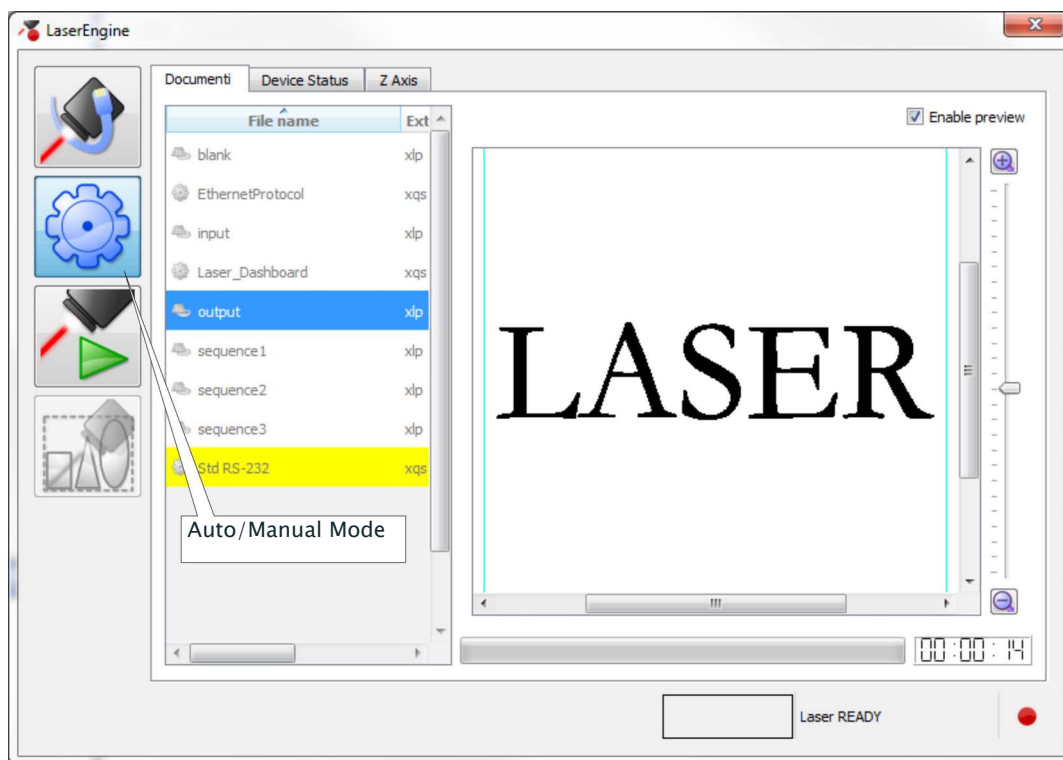 LaserEngine
Documenti Device Status Z Axis
File name Ext
Enable preview
blank xlp
EthernetProtocol xqs
input xlp
Laser_Dashboard xqs
output xlp
sequence1 xlp
sequence2 xlp
sequence3 xlp
Std RS-232 xqs
LASER
Auto/Manual Mode
00:00:14
Laser READY